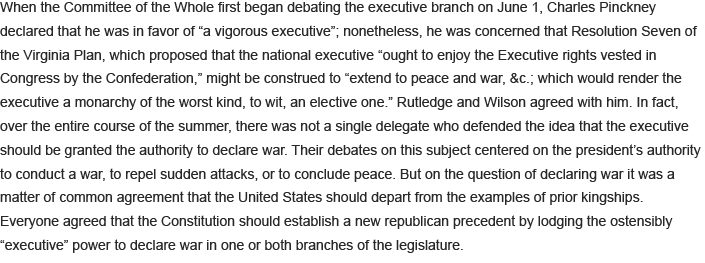 When the Committee of the Whole first began debating the executive branch on June 1, Charles Pinckney
declared that he was in favor of “a vigorous executive”; nonetheless, he was concerned that Resolution Seven of
the Virginia Plan, which proposed that the national executive “ought to enjoy the Executive rights vested in
Congress by the Confederation,” might be construed to “extend to peace and war, &c.; which would render the
executive a monarchy of the worst kind, to wit, an elective one.” Rutledge and Wilson agreed with him. In fact,
over the entire course of the summer, there was not a single delegate who defended the idea that the executive
should be granted the authority to declare war. Their debates on this subject centered on the president’s authority
to conduct a war, to repel sudden attacks, or to conclude peace. But on the question of declaring war it was a
matter of common agreement that the United States should depart from the examples of prior kingships.
Everyone agreed that the Constitution should establish a new republican precedent by lodging the ostensibly
“executive” power to declare war in one or both branches of the legislature.